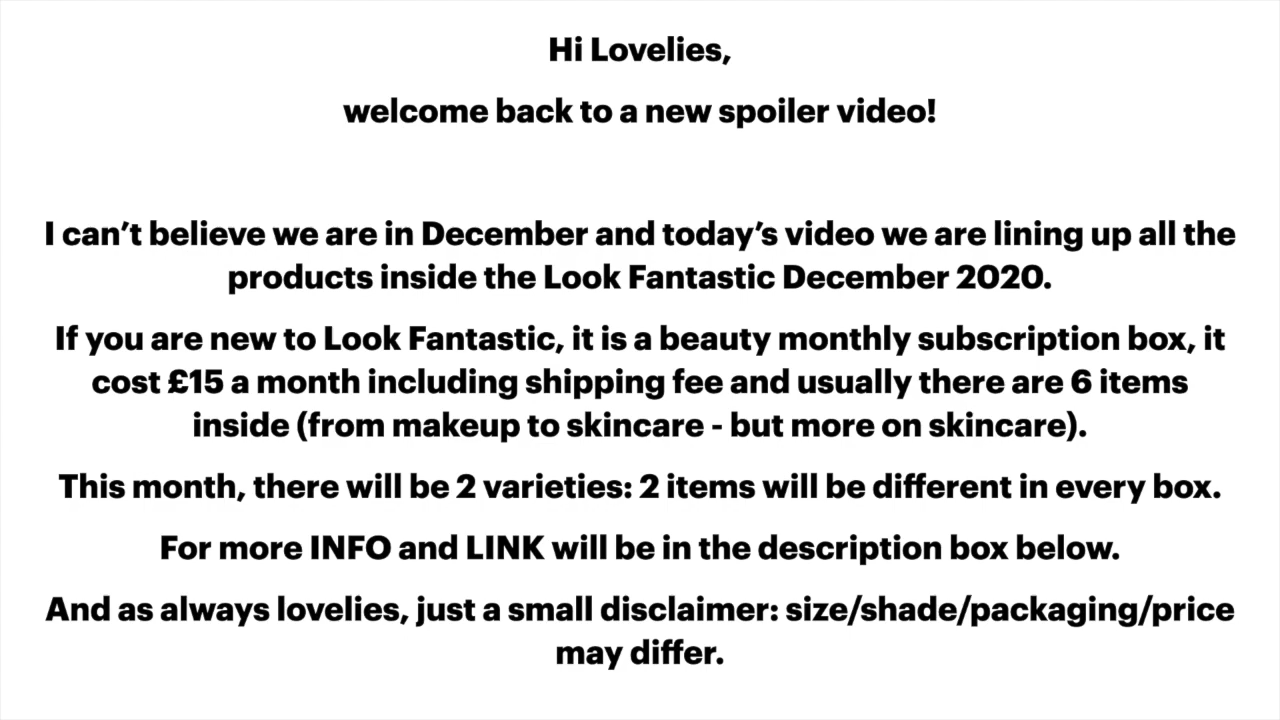 Hi Lovelies,
welcome back to a new spoiler video!
I can’t believe we are in December and today’s video we are lining up all the
products inside the Look Fantastic December 2020.
If you are new to Look Fantastic, it is a beauty monthly subscription box, it
cost £15 a month including shipping fee and usually there are 6 items
inside (from makeup to skincare - but more on skincare).
This month, there will be 2 varieties: 2 items will be different in every box.
For more INFO and LINK will be in the description box below.
And as always lovelies, just a small disclaimer: size/shade/packaging/price
may differ.